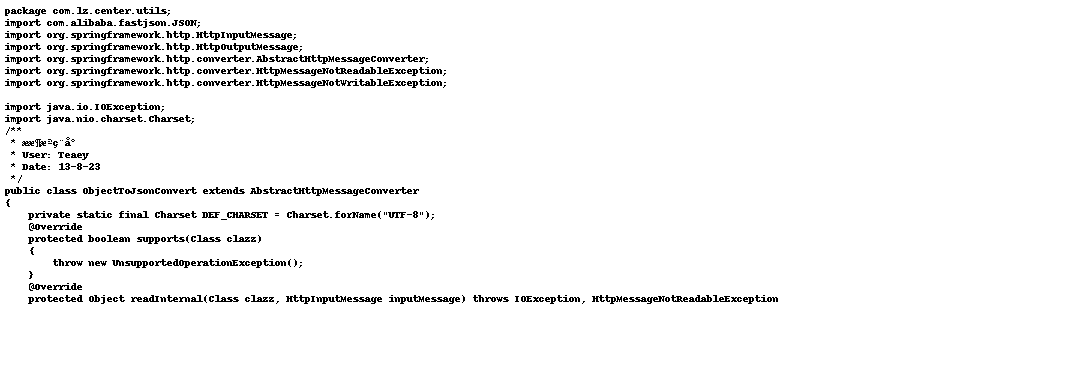 package com.lz.center.utils;
import com.alibaba.fastjson.JSON;
import org.springframework.http.HttpInputMessage;
import org.springframework.http.HttpOutputMessage;
import org.springframework.http.converter.AbstractHttpMessageConverter;
import org.springframework.http.converter.HttpMessageNotReadableException;
import org.springframework.http.converter.HttpMessageNotWritableException;

import java.io.IOException;
import java.nio.charset.Charset;
/**
 *
 * User: Teaey
 * Date: 13-8-23
 */
public class ObjectToJsonConvert extends AbstractHttpMessageConverter
{
    private static final Charset DEF_CHARSET = Charset.forName("UTF-8");
    @Override
    protected boolean supports(Class clazz)
    {
        throw new UnsupportedOperationException();
    }
    @Override
    protected Object readInternal(Class clazz, HttpInputMessage inputMessage) throws IOException, HttpMessageNotReadableException